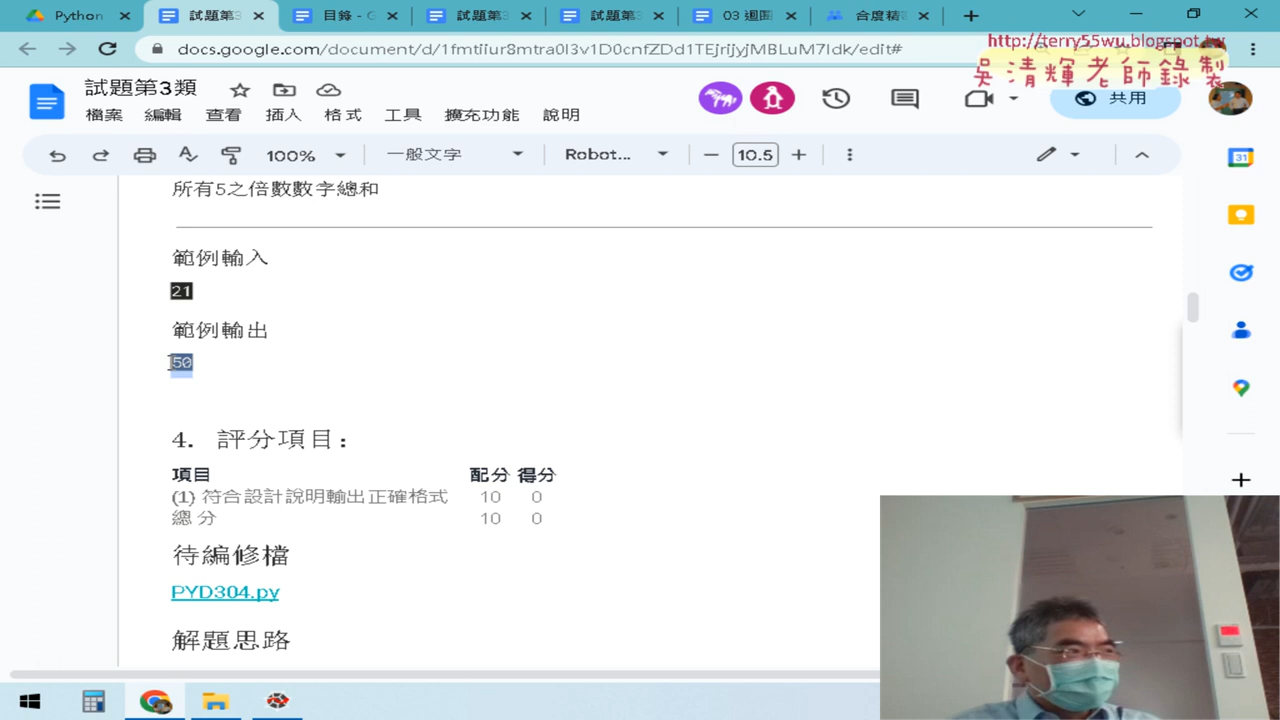 Python
試題第3
目錄 - G
試題第3
試題第3
03 迴圈
合度精密
docs.google.com/document/d/1fmtiiur8mtra0l3v1D0cnfZDd1TEjrijyjMBLuM7Idk/edit#
http://terry55wu.blogspot.tw
吳清輝老師錄製
試題第3類
檔案 編輯 查看 插入 格式 工具 擴充功能 說明
共用
100% 一般文字 Robot... 10.5
31
所有5之倍數數字總和
範例輸入
21
範例輸出
50
4. 評分項目:
項目 配分 得分
(1) 符合設計說明輸出正確格式 10 0
總分 10 0
待編修檔
PYD304.py
解題思路